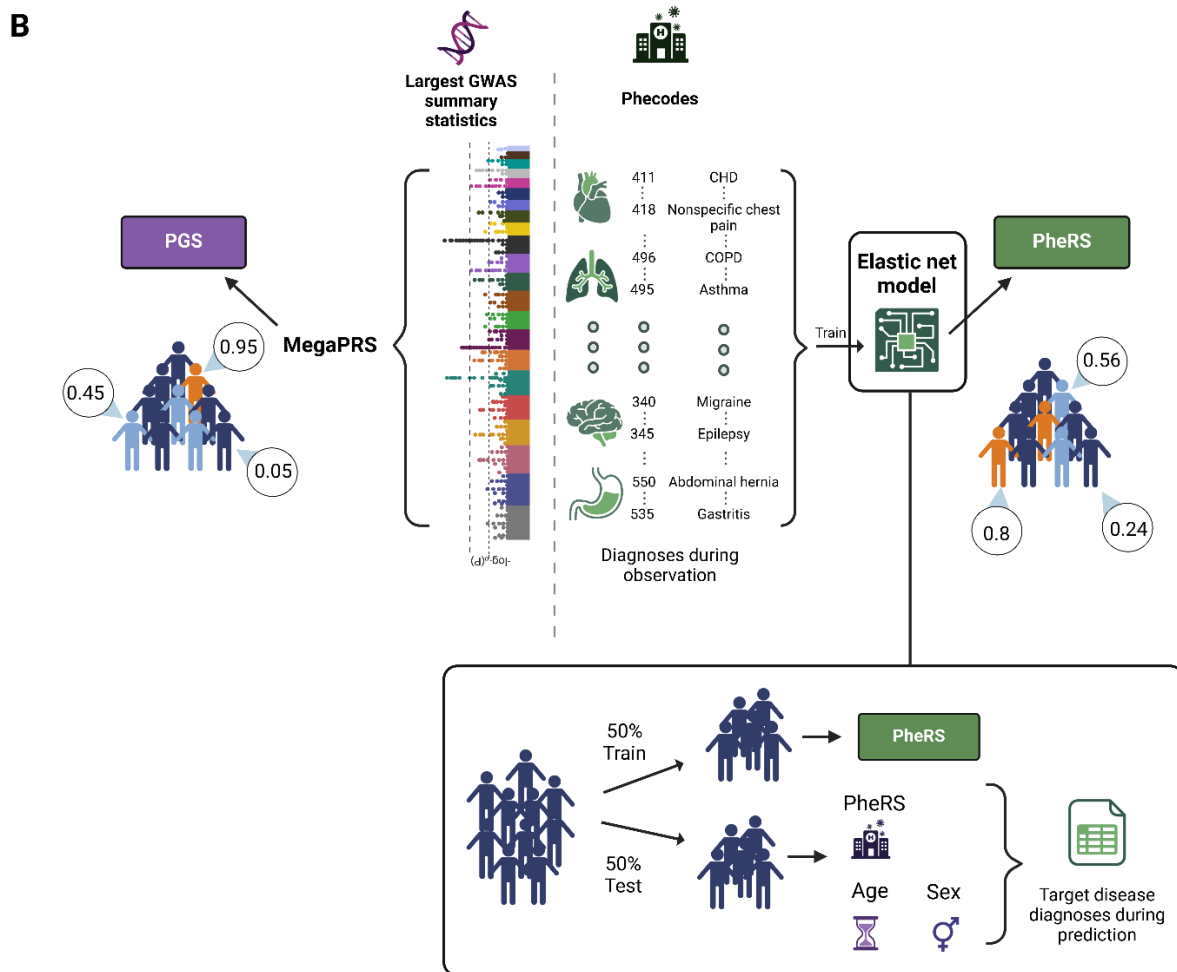 B
Largest GWAS
summary
statistics
Phecodes
PGS
MegaPRS
0.95
0.45
0.05
411 CHD
418 Nonspecific chest
pain
496 COPD
495 Asthma
340 Migraine
345 Epilepsy
550 Abdominal hernia
535 Gastritis
Diagnoses during
observation
Train
Elastic net
model
PheRS
0.56
0.8
0.24
50%
Train
PheRS
50%
Test
PheRS
Age Sex
Target disease
diagnoses during
prediction